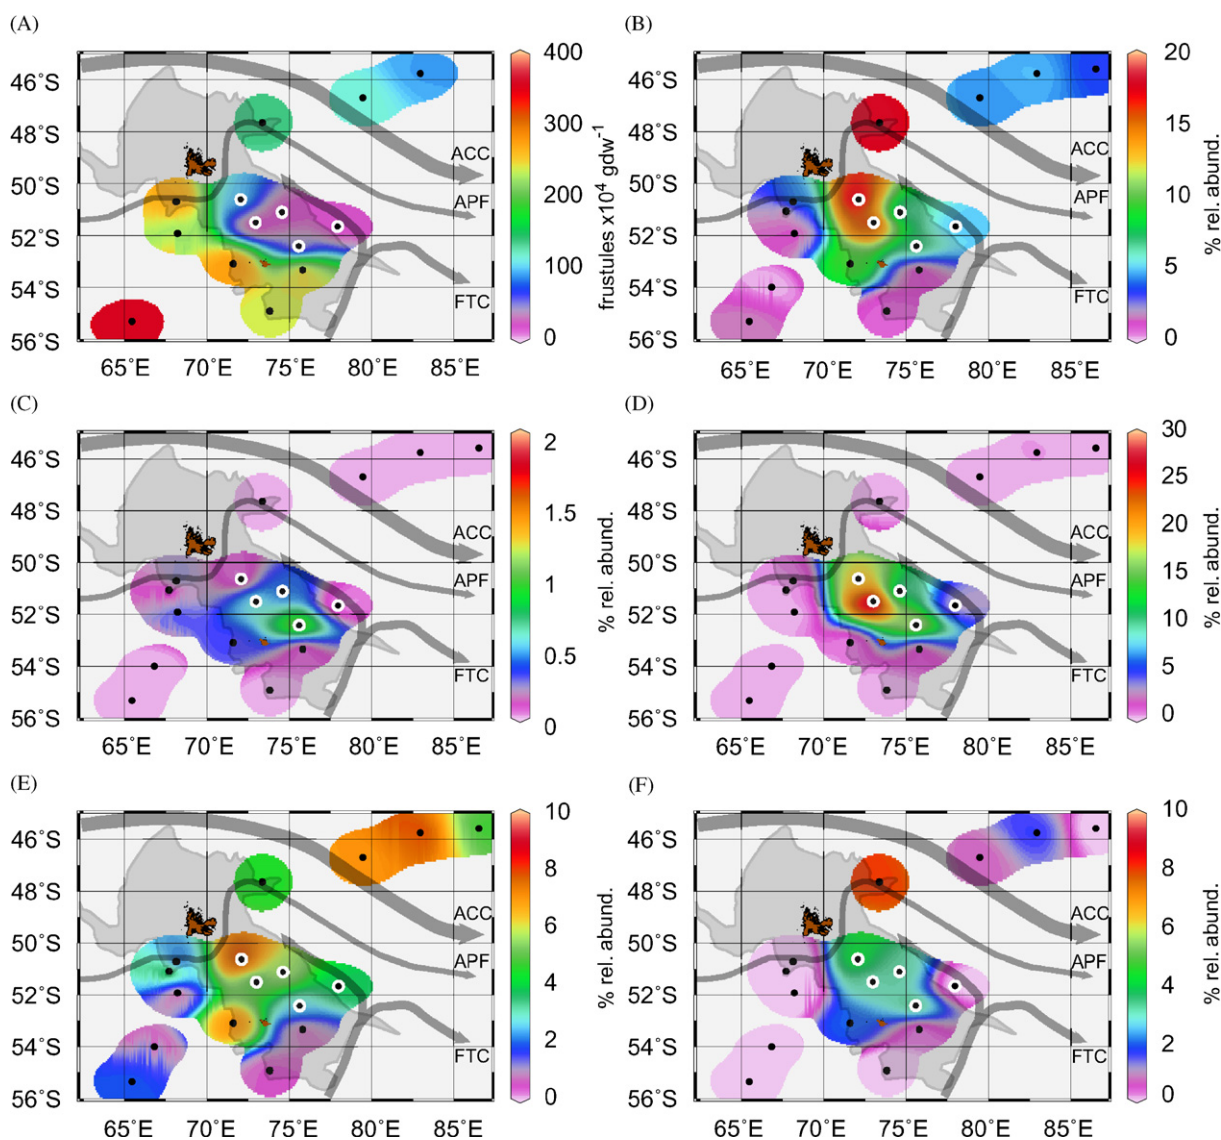 (A)
46°S
48°S
50°S
52°S
54°S
56°S
65°E 70°E 75°E 80°E 85°E
ACC
APF
FTC
400
300
200
100
0
frustules x10⁴ gdw⁻¹
(B)
46°S
48°S
50°S
52°S
54°S
56°S
65°E 70°E 75°E 80°E 85°E
ACC
APF
FTC
20
15
10
5
0
% rel. abund.
(C)
46°S
48°S
50°S
52°S
54°S
56°S
65°E 70°E 75°E 80°E 85°E
ACC
APF
FTC
2
1.5
1
0.5
0
% rel. abund.
(D)
46°S
48°S
50°S
52°S
54°S
56°S
65°E 70°E 75°E 80°E 85°E
ACC
APF
FTC
30
25
20
15
10
5
0
% rel. abund.
(E)
46°S
48°S
50°S
52°S
54°S
56°S
65°E 70°E 75°E 80°E 85°E
ACC
APF
FTC
10
8
6
4
2
0
% rel. abund.
(F)
46°S
48°S
50°S
52°S
54°S
56°S
65°E 70°E 75°E 80°E 85°E
ACC
APF
FTC
10
8
6
4
2
0
% rel. abund.